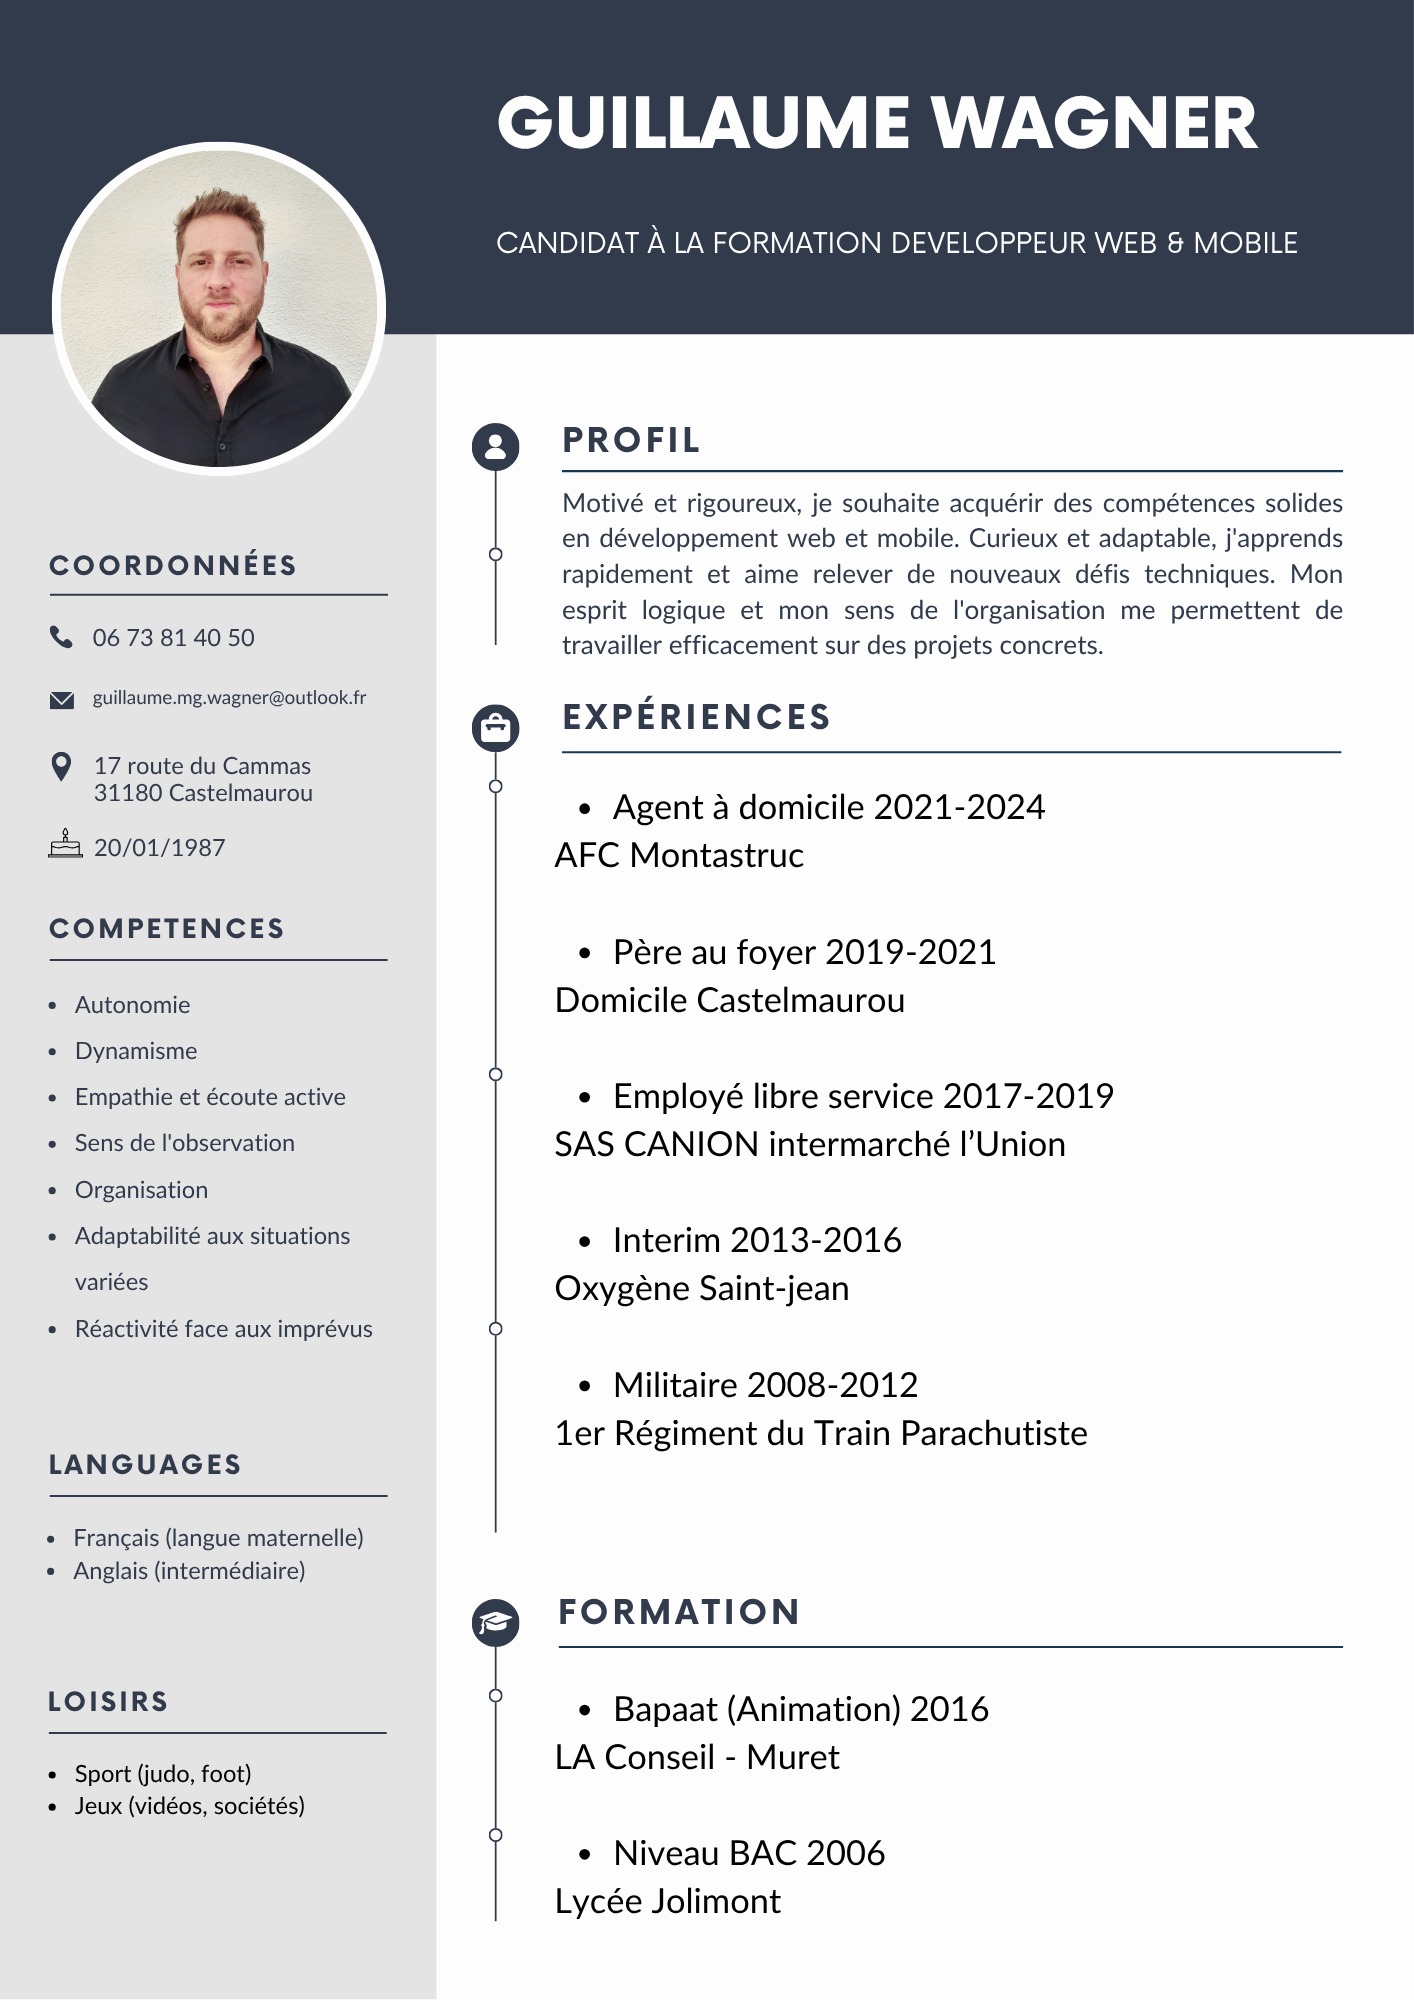 GUILLAUME WAGNER
CANDIDAT À LA FORMATION DEVELOPPEUR WEB & MOBILE
COORDONNÉES
06 73 81 40 50
guillaume.mg.wagner@outlook.fr
17 route du Cammas
31180 Castelmaurou
20/01/1987
COMPETENCES
• Autonomie
• Dynamisme
• Empathie et écoute active
• Sens de l'observation
• Organisation
• Adaptabilité aux situations
variées
• Réactivité face aux imprévus
LANGUAGES
• Français (langue maternelle)
• Anglais (intermédiaire)
LOISIRS
• Sport (judo, foot)
• Jeux (vidéos, sociétés)
PROFIL
Motivé et rigoureux, je souhaite acquérir des compétences solides
en développement web et mobile. Curieux et adaptable, j'apprends
rapidement et aime relever de nouveaux défis techniques. Mon
esprit logique et mon sens de l'organisation me permettent de
travailler efficacement sur des projets concrets.
EXPÉRIENCES
• Agent à domicile 2021-2024
AFC Montastruc
• Père au foyer 2019-2021
Domicile Castelmaurou
• Employé libre service 2017-2019
SAS CANION intermarché l’Union
• Interim 2013-2016
Oxygène Saint-jean
• Militaire 2008-2012
1er Régiment du Train Parachutiste
FORMATION
• Bapaat (Animation) 2016
LA Conseil - Muret
• Niveau BAC 2006
Lycée Jolimont